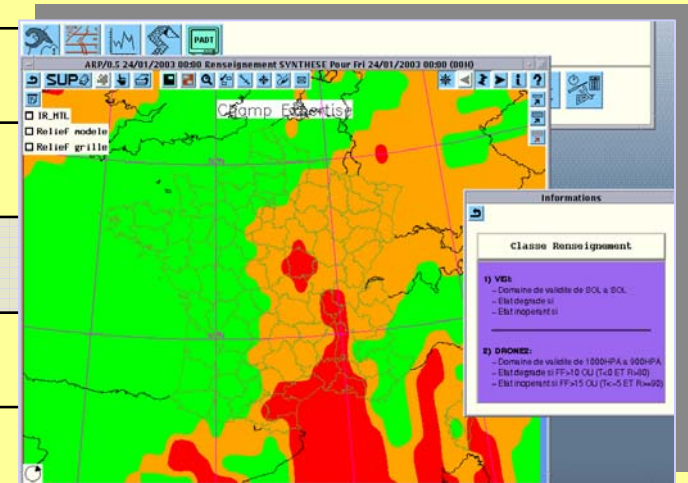 PADT
ARP/0.5 24/01/2003 00:00 Renseignement SYNTHESE Pour Fri 24/01/2003 00:00 (00H)
SUP
i ?
Champ Expertise
IR_MTL
Relief modele
Relief grille
Informations
Classe Renseignement
1) VIGI:
– Domaine de validite de SOL a SOL
– Etat degrade si
– Etat inoperant si
2) DRONEZ:
– Domaine de validite de 1000HPA a 900HPA
– Etat degrade si FF>10 OU (T<0 ET R>80)
– Etat inoperant si FF>15 OU (T<-5 ET R>=90)